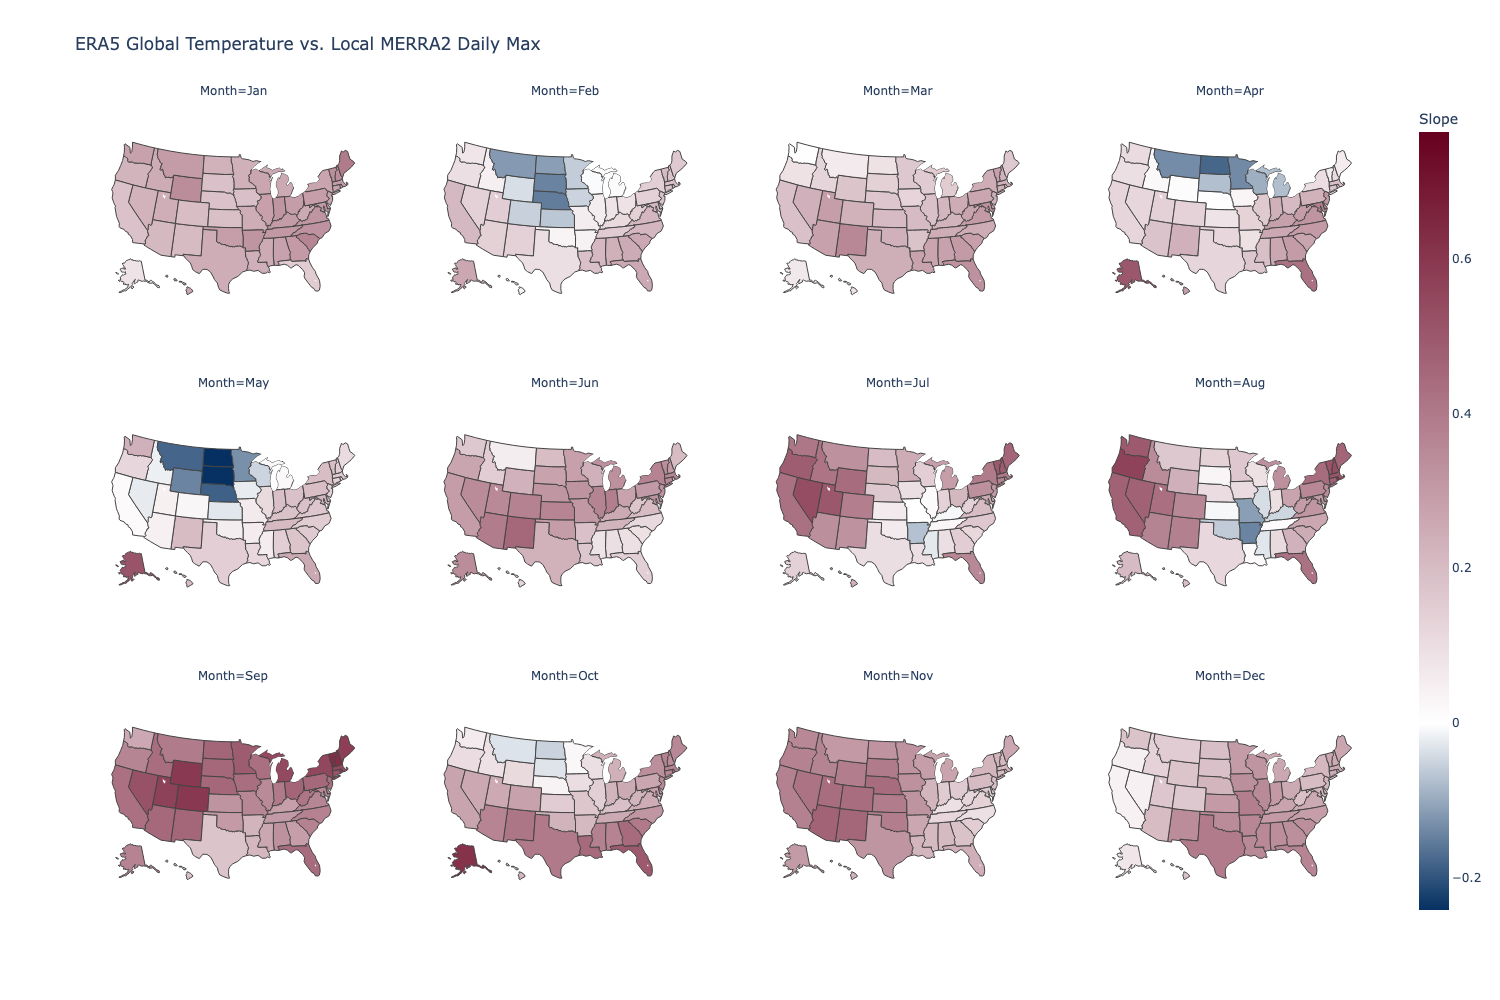 ERA5 Global Temperature vs. Local MERRA2 Daily Max
Month=Jan
Month=Feb
Month=Mar
Month=Apr
Slope
0.6
Month=May
Month=Jun
Month=Jul
Month=Aug
0.4
0.2
Month=Sep
Month=Oct
Month=Nov
Month=Dec
0
−0.2